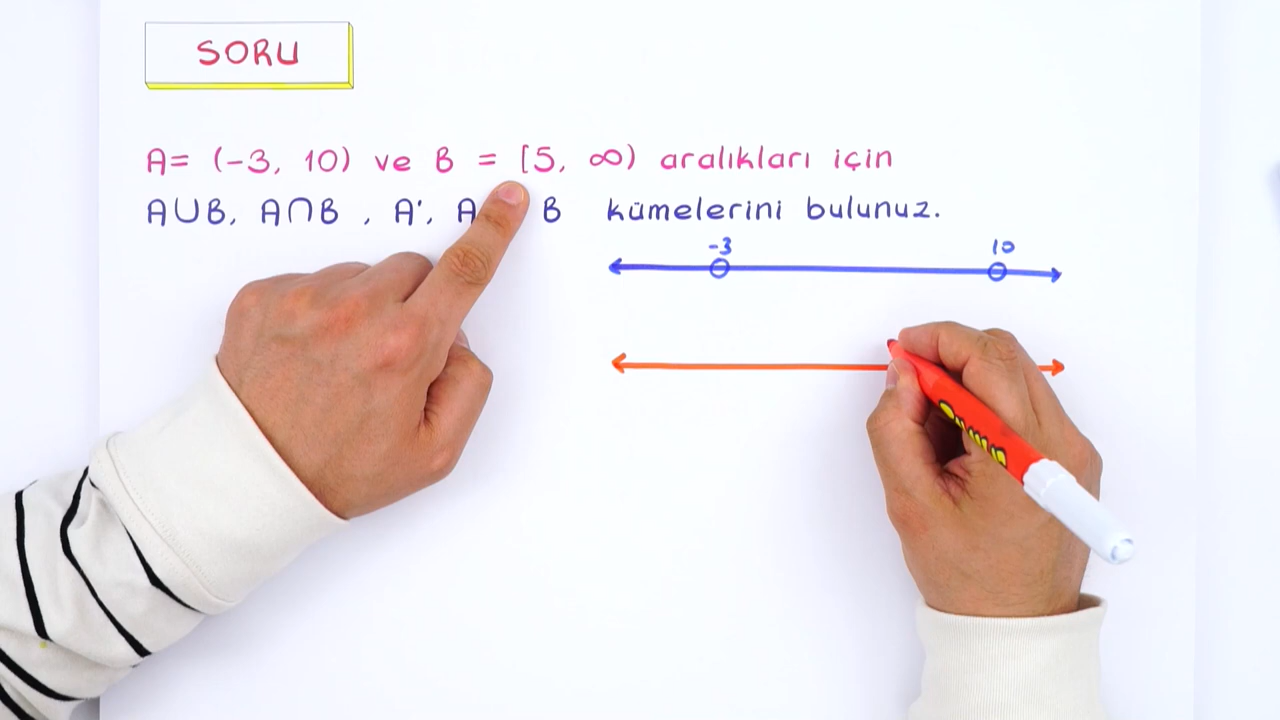 SORU
A= (-3, 10) ve B = [5, ∞) aralıkları için
A∪B, A∩B , A', A B kümelerini bulunuz.
-3 10